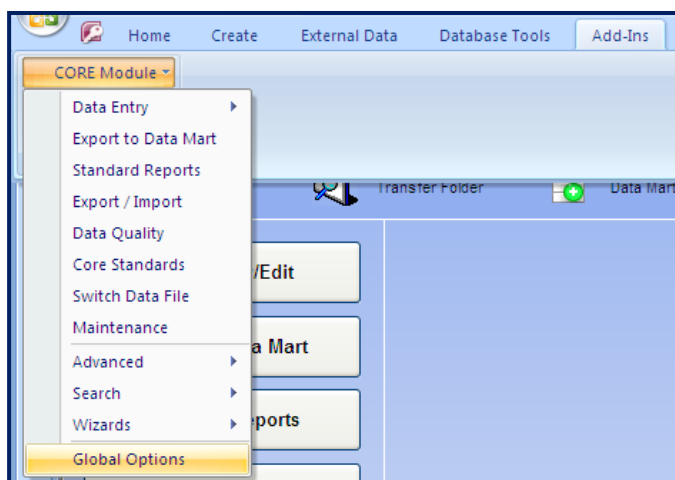 Home Create External Data Database Tools Add-Ins
CORE Module
Data Entry
Export to Data Mart
Standard Reports
Export / Import
Data Quality
Core Standards
Switch Data File
Maintenance
Advanced
Search
Wizards
Global Options
Transfer Folder Data Mart
/Edit
a Mart
ports